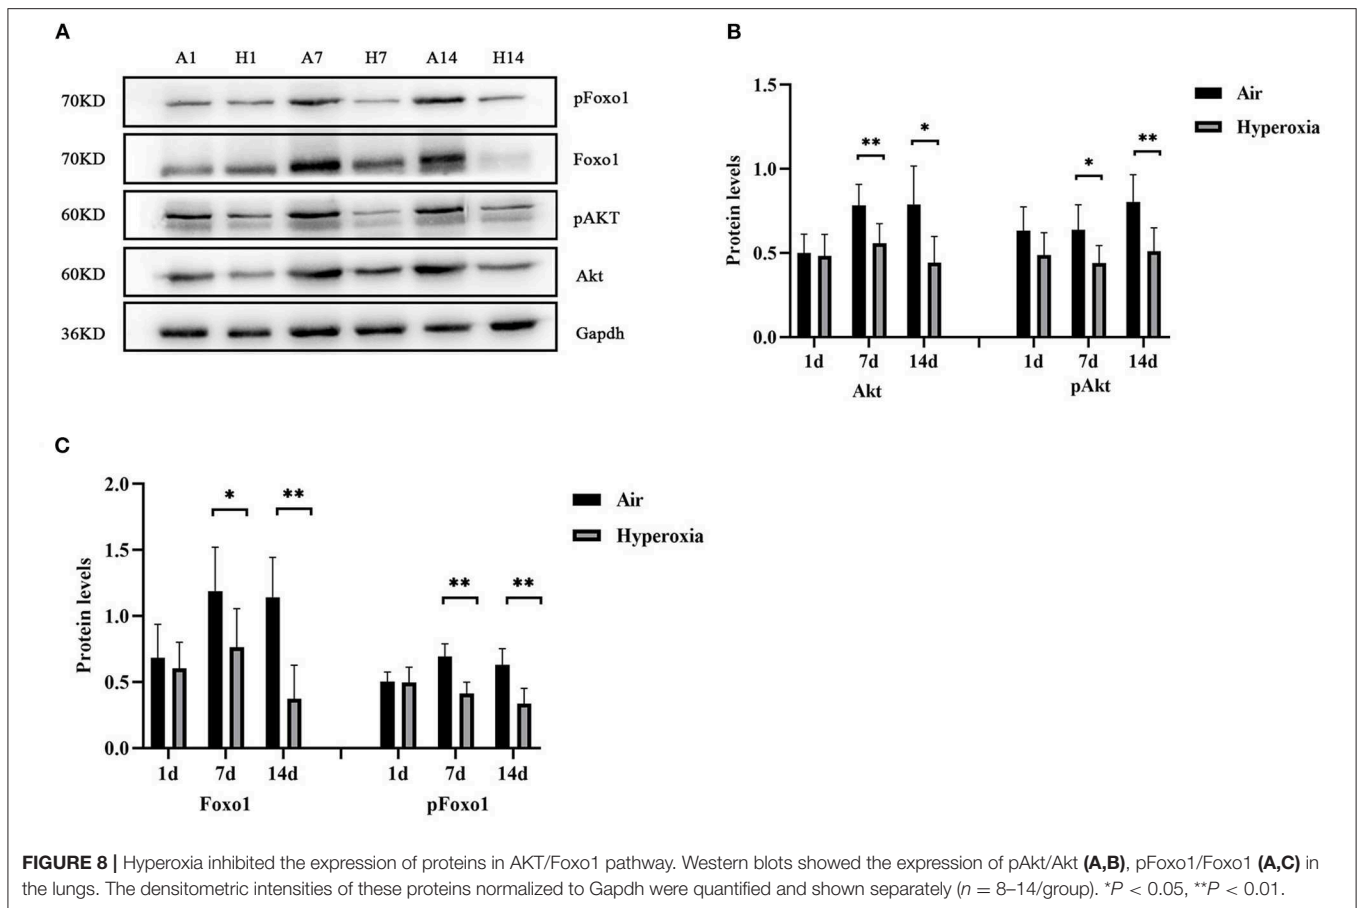 A
A1 H1 A7 H7 A14 H14
70KD pFoxo1
70KD Foxo1
60KD pAKT
60KD Akt
36KD Gapdh
B
Protein levels
1.5
1.0
0.5
0.0
** * * **
1d 7d 14d 1d 7d 14d
Akt pAkt
Air
Hyperoxia
C
Protein levels
2.0
1.5
1.0
0.5
0.0
* ** ** **
1d 7d 14d 1d 7d 14d
Foxo1 pFoxo1
Air
Hyperoxia
FIGURE 8 | Hyperoxia inhibited the expression of proteins in AKT/Foxo1 pathway. Western blots showed the expression of pAkt/Akt (A,B), pFoxo1/Foxo1 (A,C) in
the lungs. The densitometric intensities of these proteins normalized to Gapdh were quantified and shown separately (n = 8–14/group). *P < 0.05, **P < 0.01.